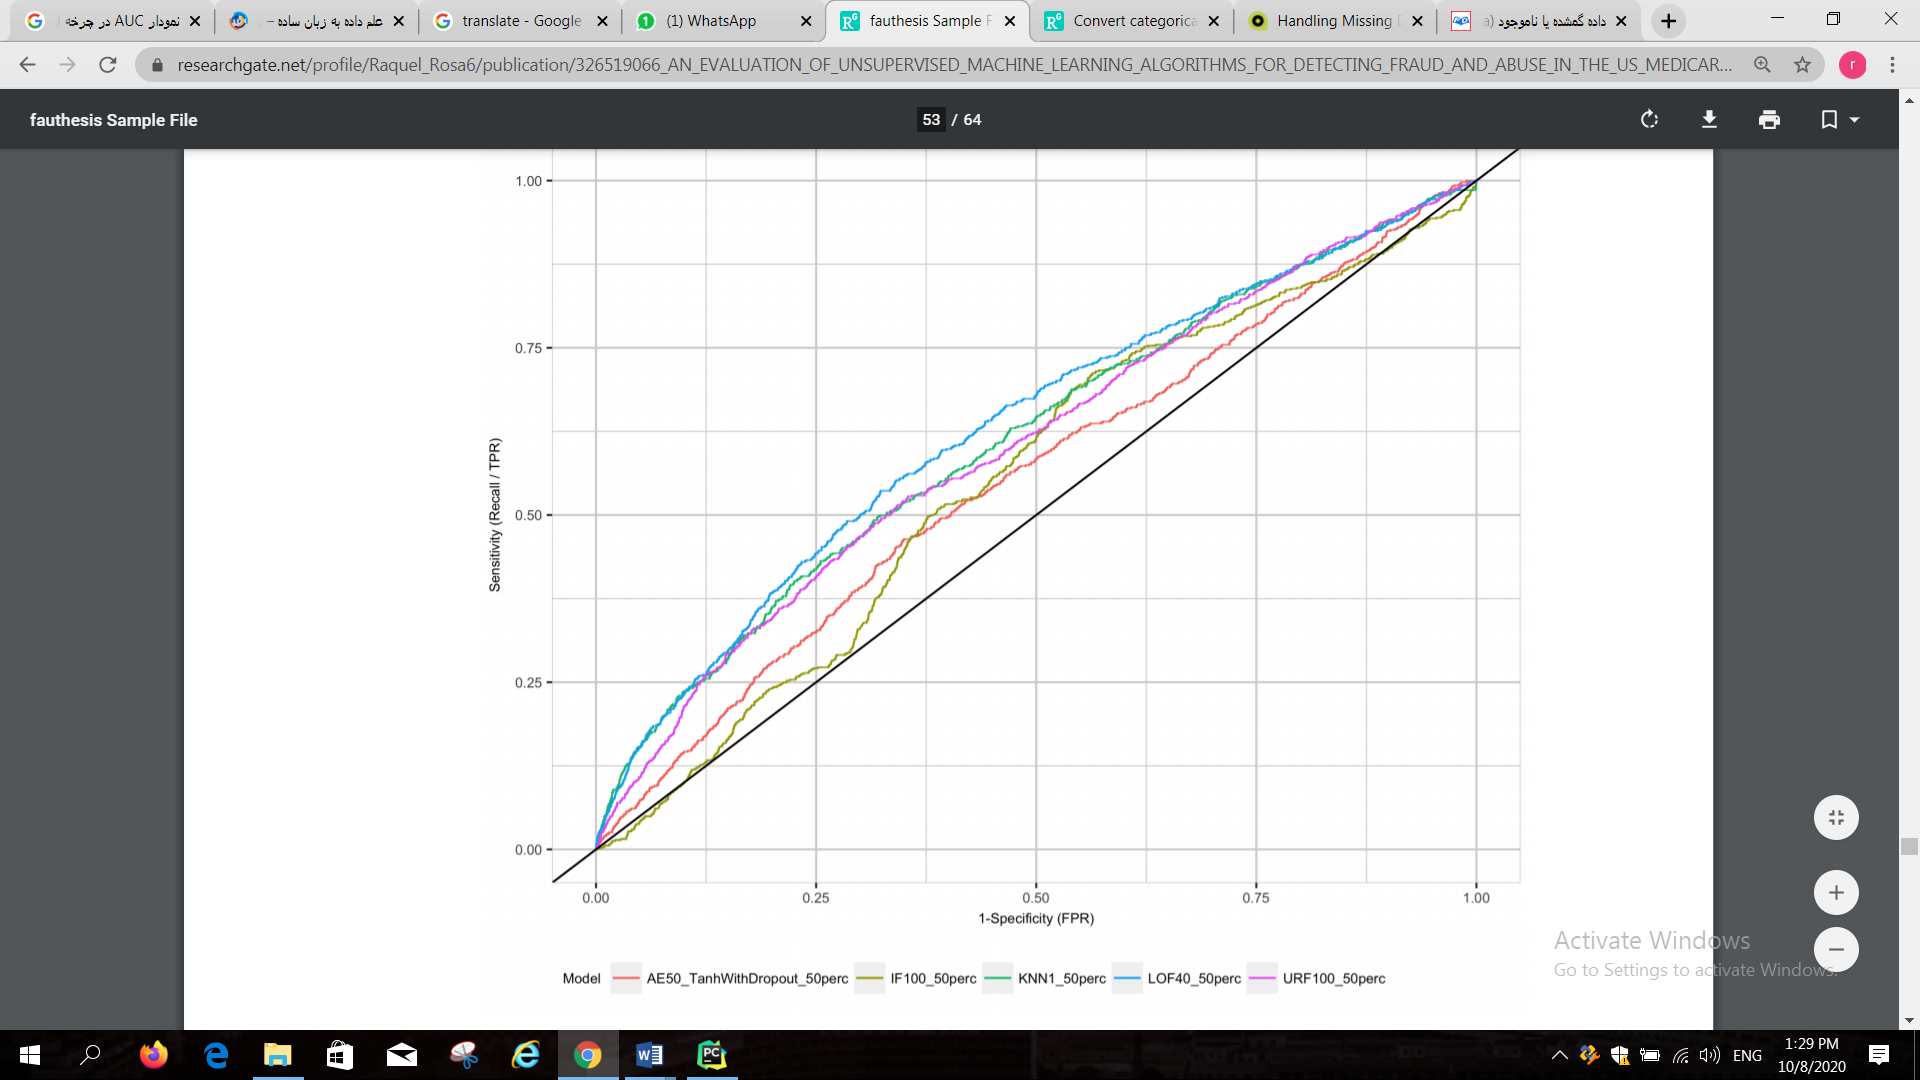 نمودار AUC در چرخه
علم داده به زبان ساده –
translate - Google
(1) WhatsApp
fauthesis Sample F
Convert categorica
Handling Missing D
داده گمشده یا ناموجود (a
researchgate.net/profile/Raquel_Rosa6/publication/326519066_AN_EVALUATION_OF_UNSUPERVISED_MACHINE_LEARNING_ALGORITHMS_FOR_DETECTING_FRAUD_AND_ABUSE_IN_THE_US_MEDICAR...
r
fauthesis Sample File
53 / 64
1.00
0.75
0.50
0.25
0.00
Sensitivity (Recall / TPR)
0.00 0.25 0.50 0.75 1.00
1-Specificity (FPR)
Model AE50_TanhWithDropout_50perc IF100_50perc KNN1_50perc LOF40_50perc URF100_50perc
Activate Windows
Go to Settings to activate Windows.
ENG
1:29 PM
10/8/2020